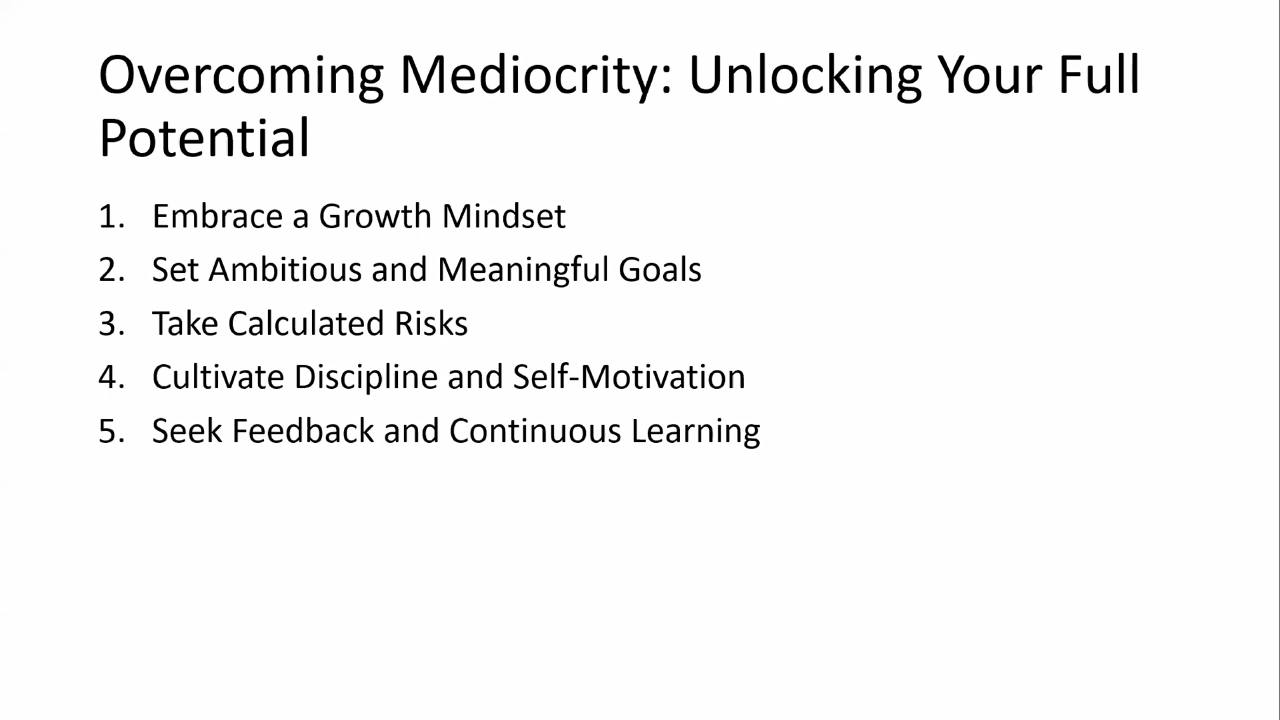 Overcoming Mediocrity: Unlocking Your Full
Potential
1. Embrace a Growth Mindset
2. Set Ambitious and Meaningful Goals
3. Take Calculated Risks
4. Cultivate Discipline and Self-Motivation
5. Seek Feedback and Continuous Learning